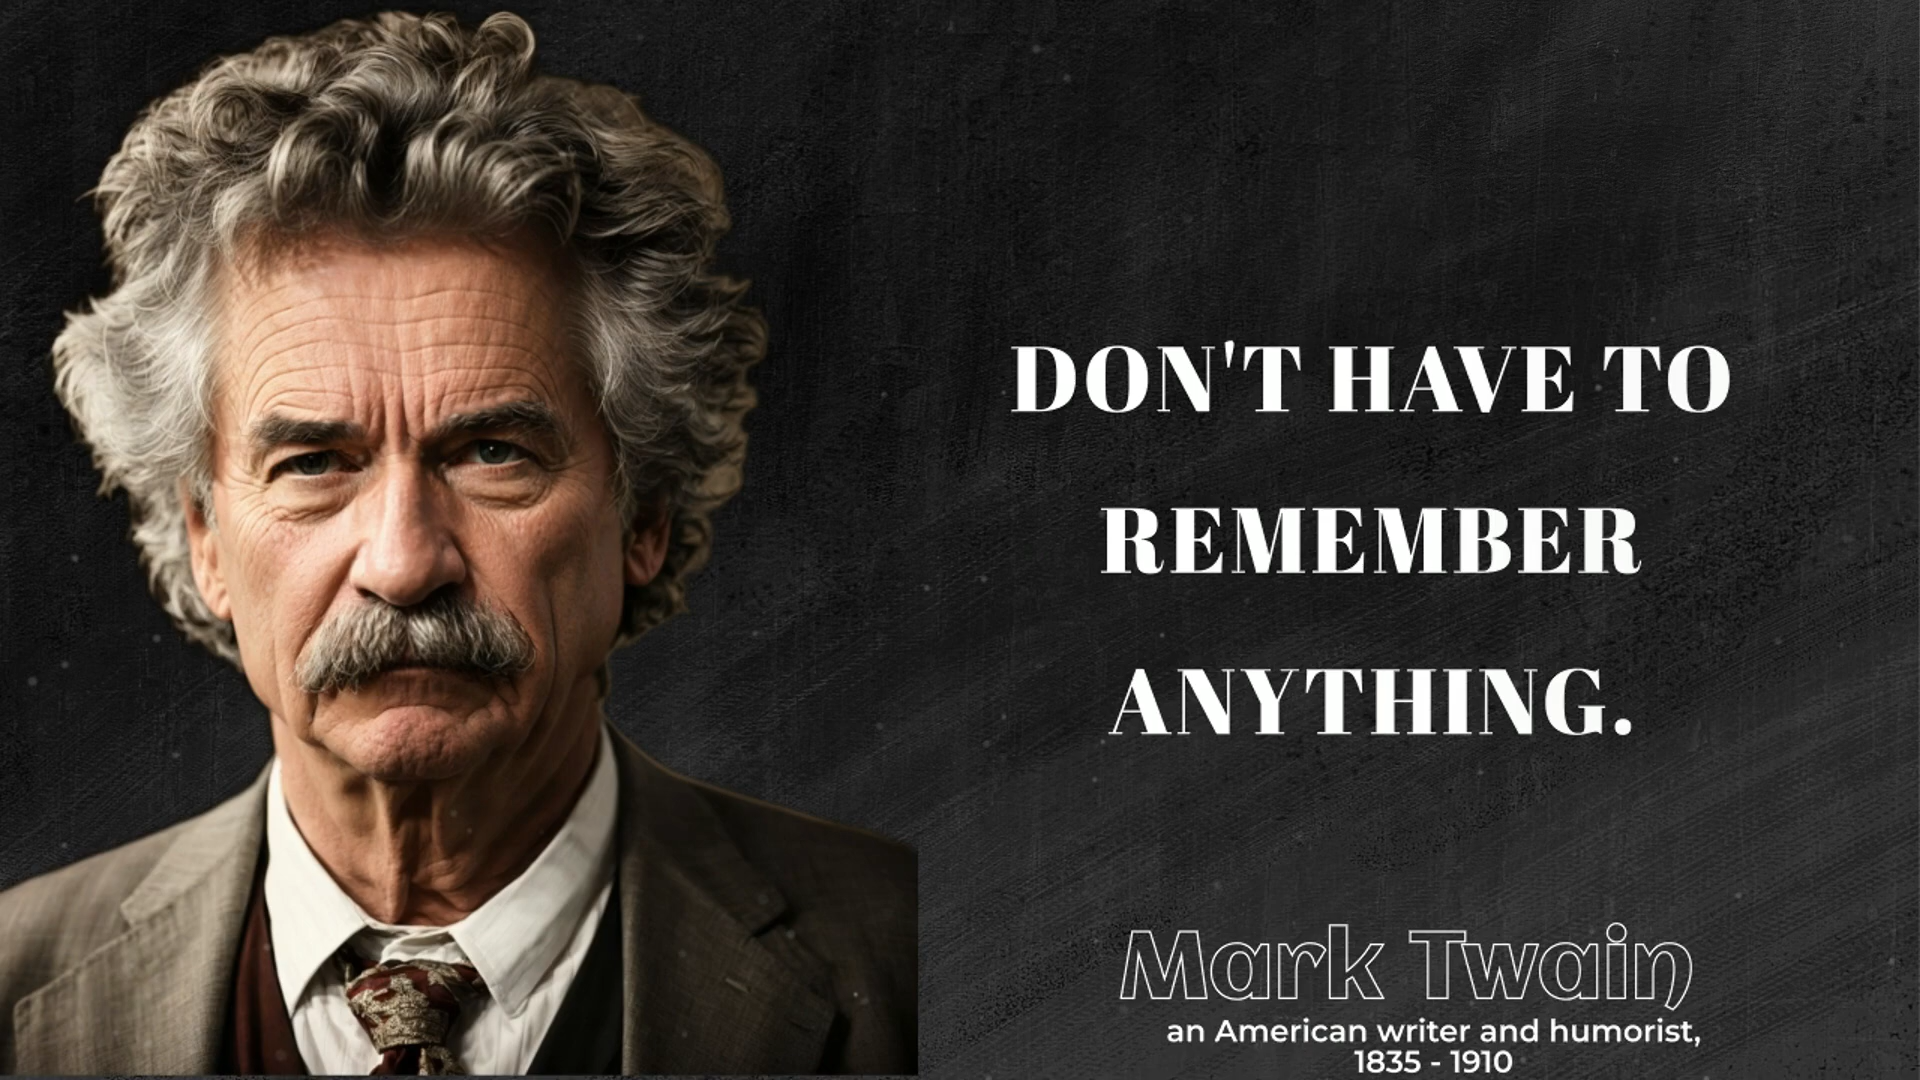 DON'T HAVE TO
REMEMBER
ANYTHING.
Mark Twain
an American writer and humorist,
1835 - 1910